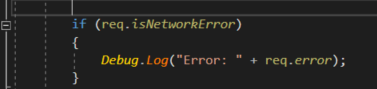 if (req.isNetworkError)
{
Debug.Log("Error: " + req.error);
}